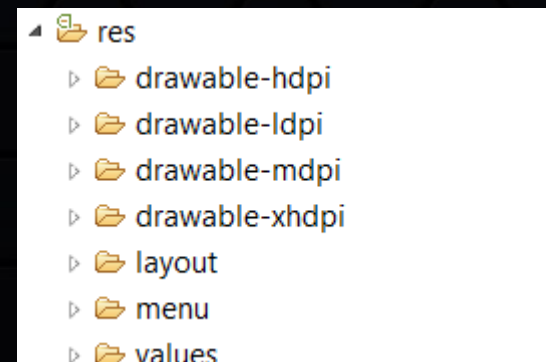 res
drawable-hdpi
drawable-ldpi
drawable-mdpi
drawable-xhdpi
layout
menu
values